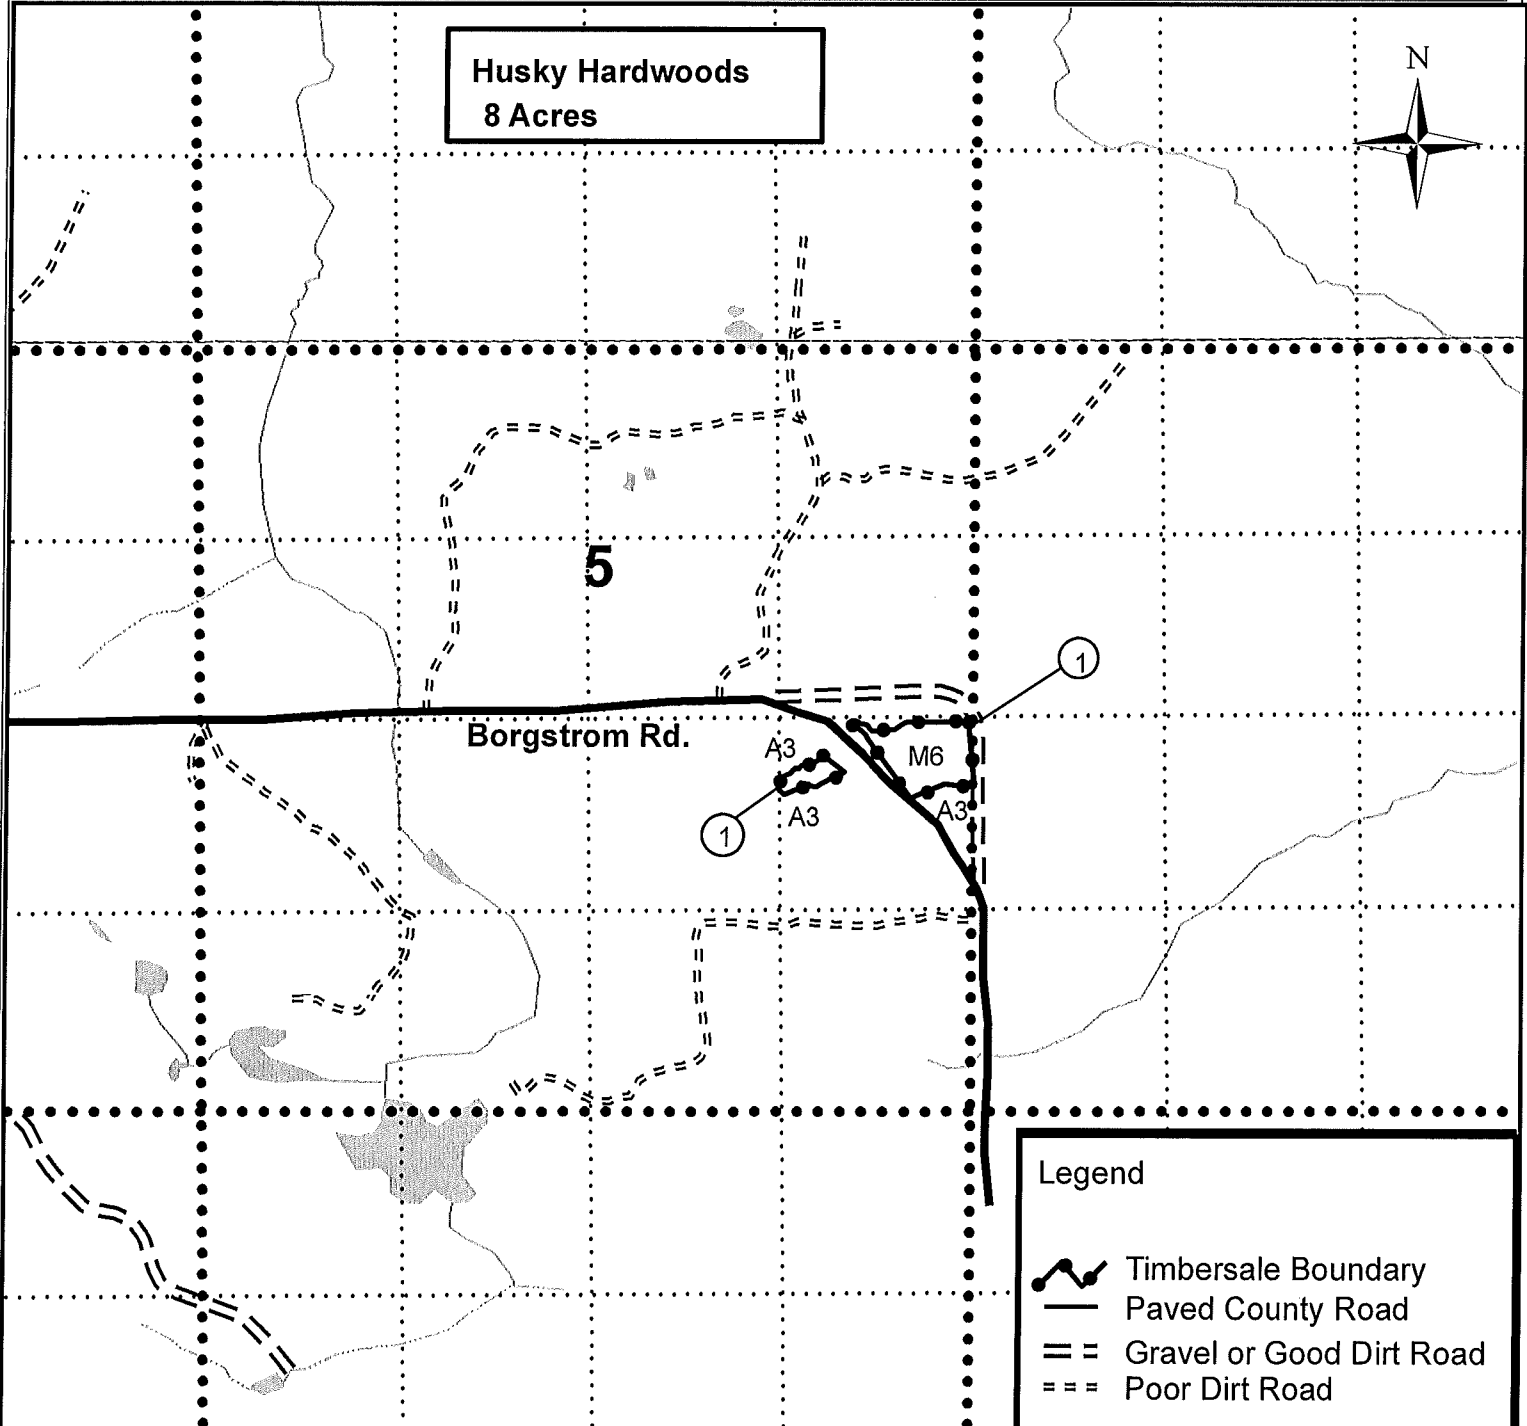 Husky Hardwoods
8 Acres
N
5
1
Borgstrom Rd.
A3
M6
A3
A3
1
Legend
Timbersale Boundary
Paved County Road
Gravel or Good Dirt Road
Poor Dirt Road